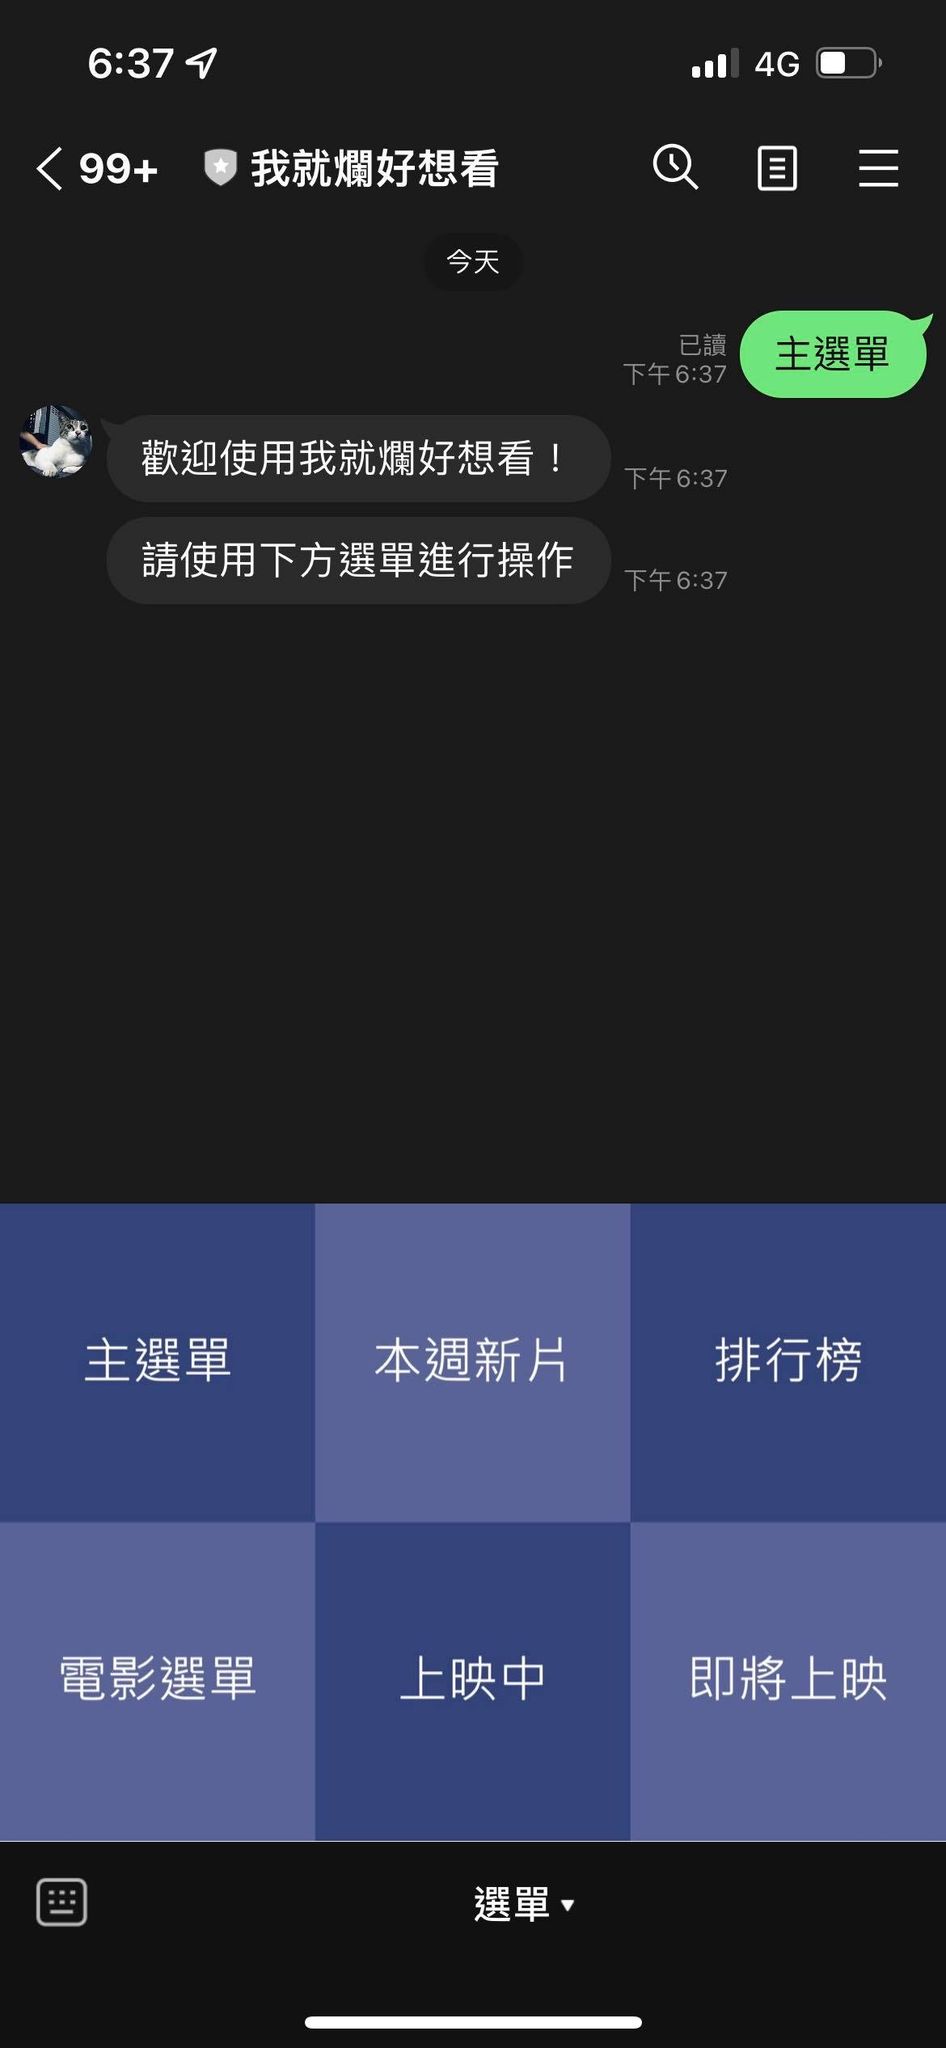 6:37
4G
99+ 我就爛好想看
今天
主選單
已讀
下午 6:37
歡迎使用我就爛好想看！
下午 6:37
請使用下方選單進行操作
下午 6:37
主選單 本週新片 排行榜
電影選單 上映中 即將上映
選單 ▾